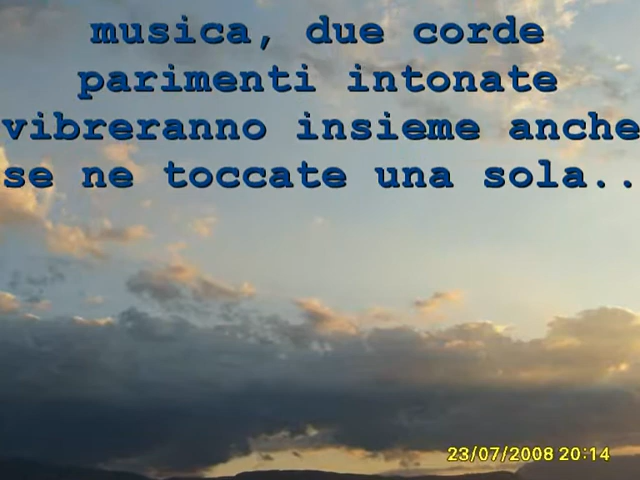 musica, due corde
parimenti intonate
vibreranno insieme anche
se ne toccate una sola..
23/07/2008 20:14